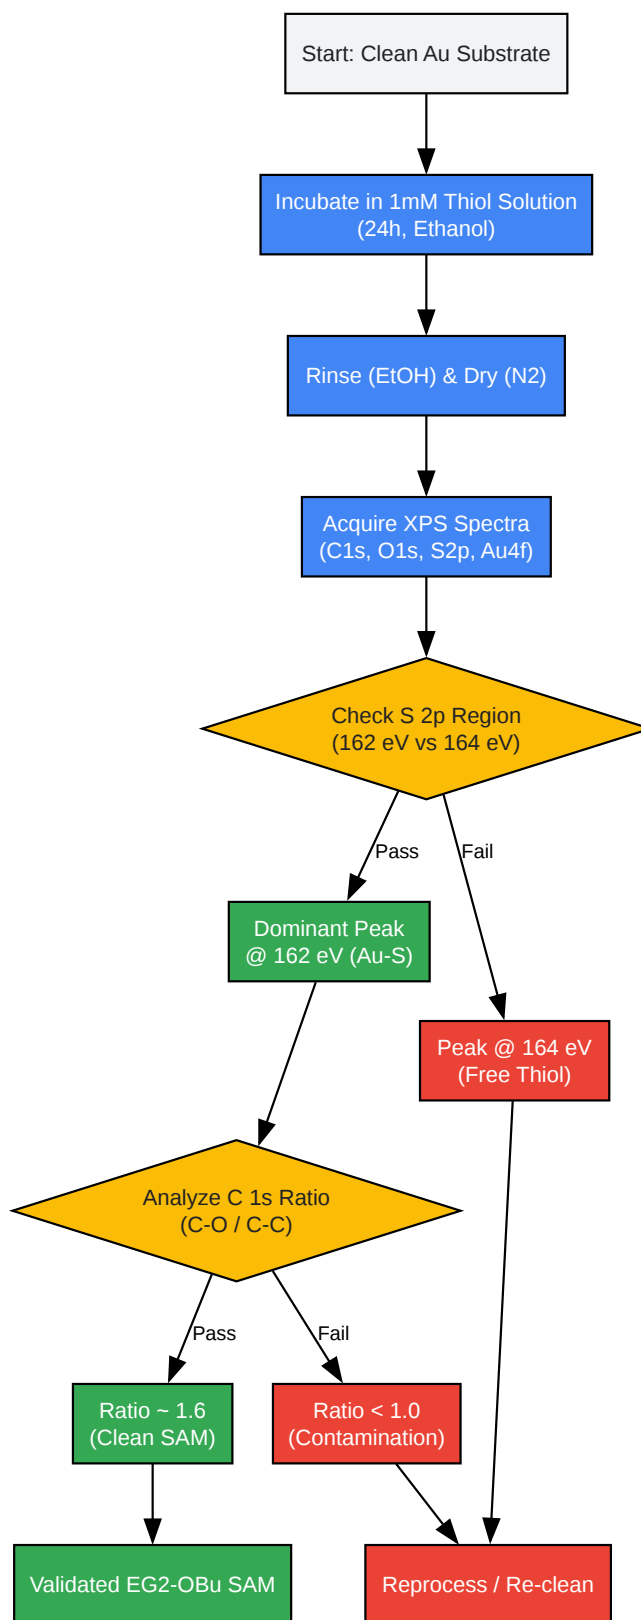 Start: Clean Au Substrate
Incubate in 1mM Thiol Solution
(24h, Ethanol)
Rinse (EtOH) & Dry (N2)
Acquire XPS Spectra
(C1s, O1s, S2p, Au4f)
Check S 2p Region
(162 eV vs 164 eV)
Pass
Fail
Dominant Peak
@ 162 eV (Au-S)
Peak @ 164 eV
(Free Thiol)
Analyze C 1s Ratio
(C-O / C-C)
Pass
Fail
Ratio ~ 1.6
(Clean SAM)
Ratio < 1.0
(Contamination)
Validated EG2-OBu SAM
Reprocess / Re-clean